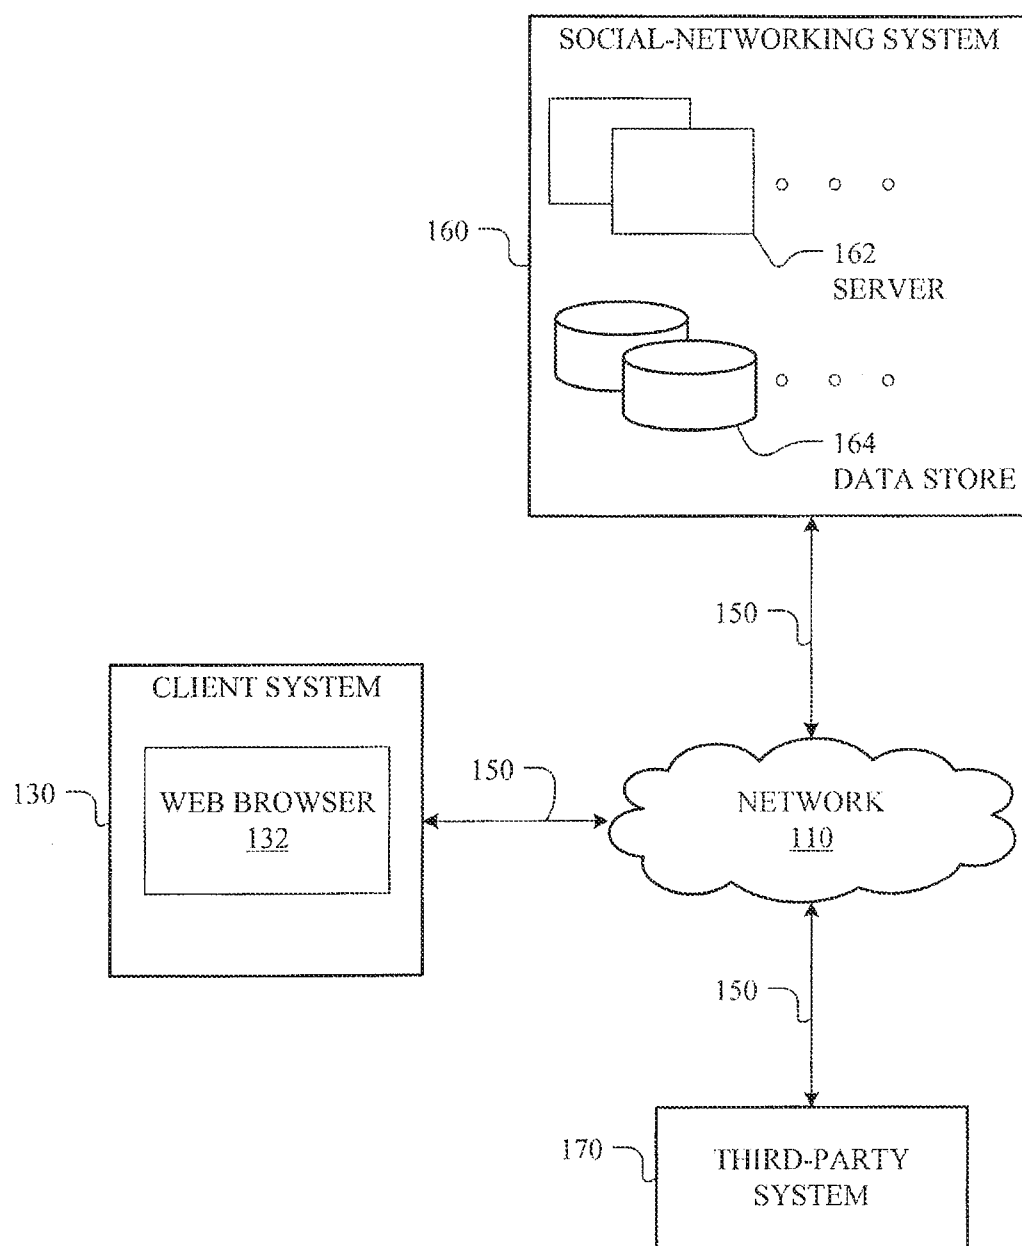 SOCIAL-NETWORKING SYSTEM
160
162
SERVER
164
DATA STORE
150
CLIENT SYSTEM
130
WEB BROWSER
132
150
NETWORK
110
150
170
THIRD-PARTY
SYSTEM